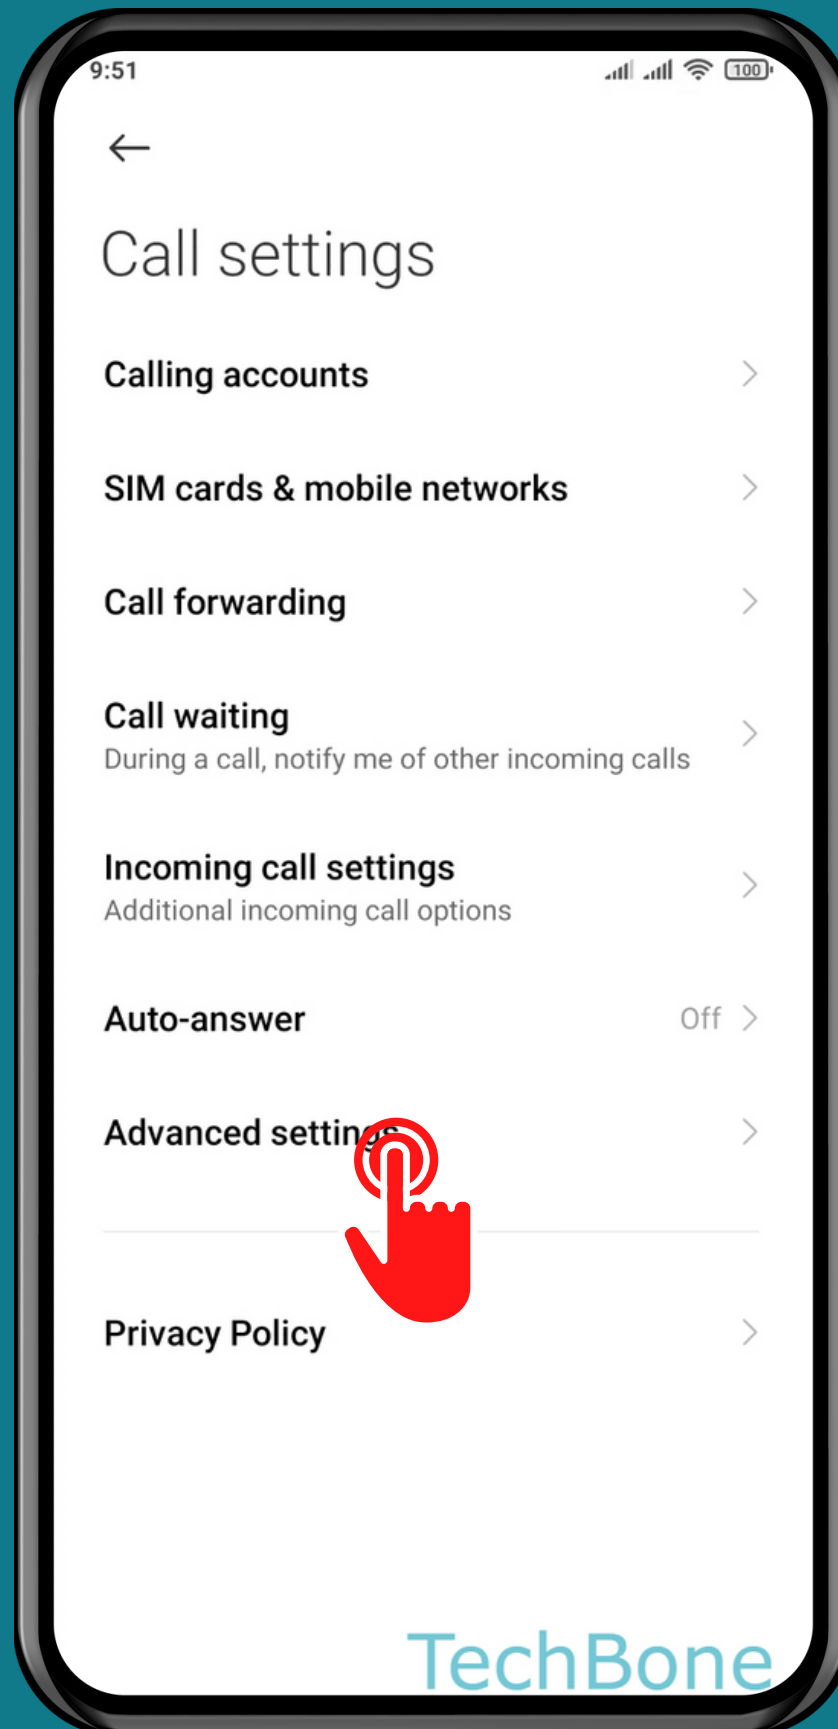 9:51
100
Call settings
Calling accounts
SIM cards & mobile networks
Call forwarding
Call waiting
During a call, notify me of other incoming calls
Incoming call settings
Additional incoming call options
Auto-answer
Off
Advanced settings
Privacy Policy
TechBone